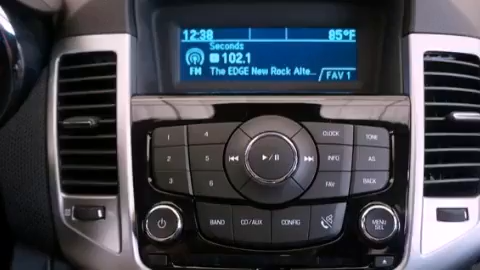 12:38 85°F
Seconds
102.1
FM The EDGE New Rock Alte... FAV 1
1 4 CLOCK TONE
2 5 INFO AS
3 6 FAV BACK
BAND CD/AUX CONFIG MENU
SEL